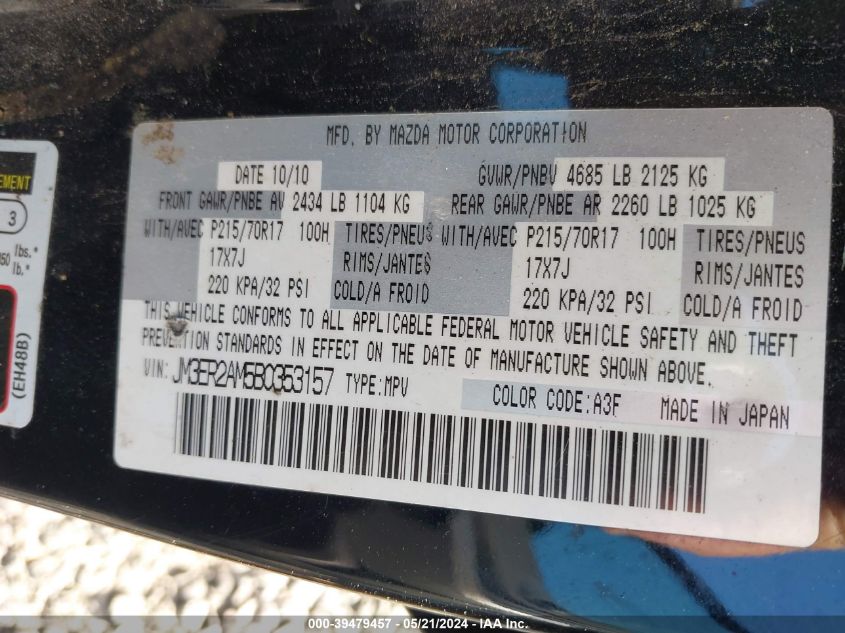 MFD. BY MAZDA MOTOR CORPORATION
DATE 10/10 GVWR/PNBV 4685 LB 2125 KG
FRONT GAWR/PNBE AV 2434 LB 1104 KG REAR GAWR/PNBE AR 2260 LB 1025 KG
WITH/AVEC P215/70R17 100H TIRES/PNEUS WITH/AVEC P215/70R17 100H TIRES/PNEUS
17X7J RIMS/JANTES 17X7J RIMS/JANTES
220 KPA/32 PSI COLD/A FROID 220 KPA/32 PSI COLD/A FROID
THIS VEHICLE CONFORMS TO ALL APPLICABLE FEDERAL MOTOR VEHICLE SAFETY AND THEFT
PREVENTION STANDARDS IN EFFECT ON THE DATE OF MANUFACTURE SHOWN ABOVE.
VIN: JM3ER2AM5B0353157 TYPE:MPV COLOR CODE:A3F MADE IN JAPAN
EMENT
3
lbs.*
lb.*
(EH48B)
000-39479457 - 05/21/2024 - IAA Inc.